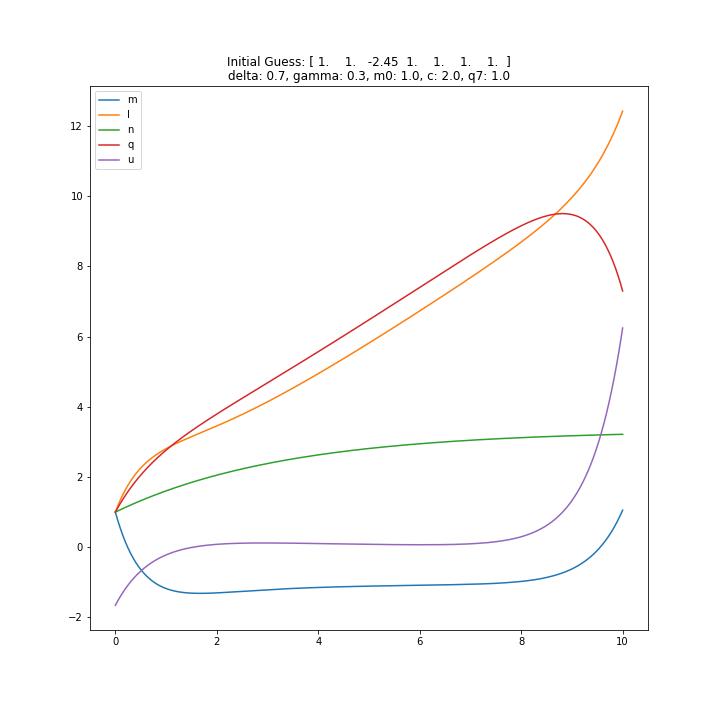 Initial Guess: [ 1. 1. -2.45 1. 1. 1. 1. ]
delta: 0.7, gamma: 0.3, m0: 1.0, c: 2.0, q7: 1.0
m
l
n
q
u
12
10
8
6
4
2
0
−2
0 2 4 6 8 10